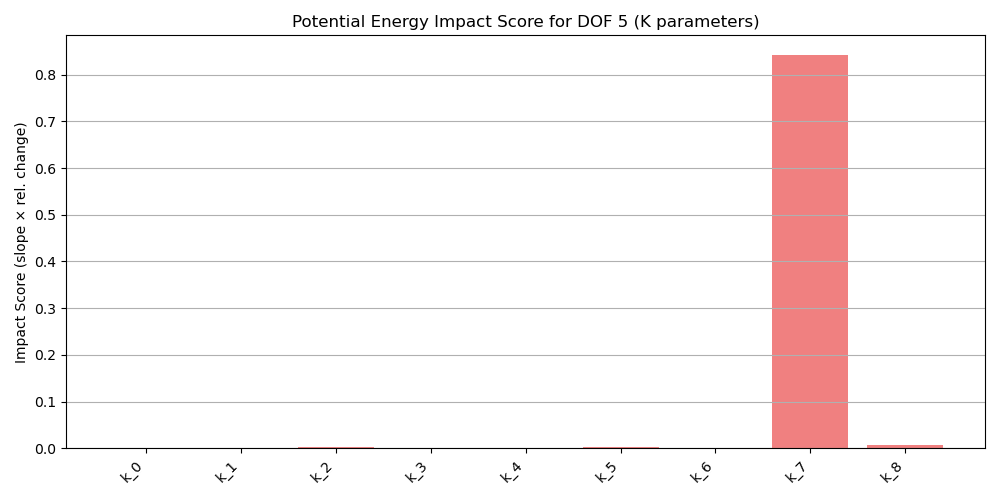 Potential Energy Impact Score for DOF 5 (K parameters)
Impact Score (slope × rel. change)
0.8
0.7
0.6
0.5
0.4
0.3
0.2
0.1
0.0
k_0
k_1
k_2
k_3
k_4
k_5
k_6
k_7
k_8